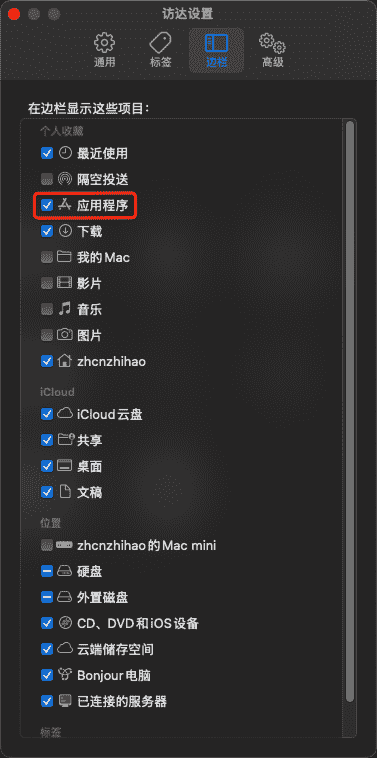 访达设置
通用
标签
边栏
高级
在边栏显示这些项目：
个人收藏
最近使用
隔空投送
应用程序
下载
我的Mac
影片
音乐
图片
zhcnzhihao
iCloud
iCloud云盘
共享
桌面
文稿
位置
zhcnzhihao的Mac mini
硬盘
外置磁盘
CD、DVD和iOS设备
云端储存空间
Bonjour电脑
已连接的服务器
标签